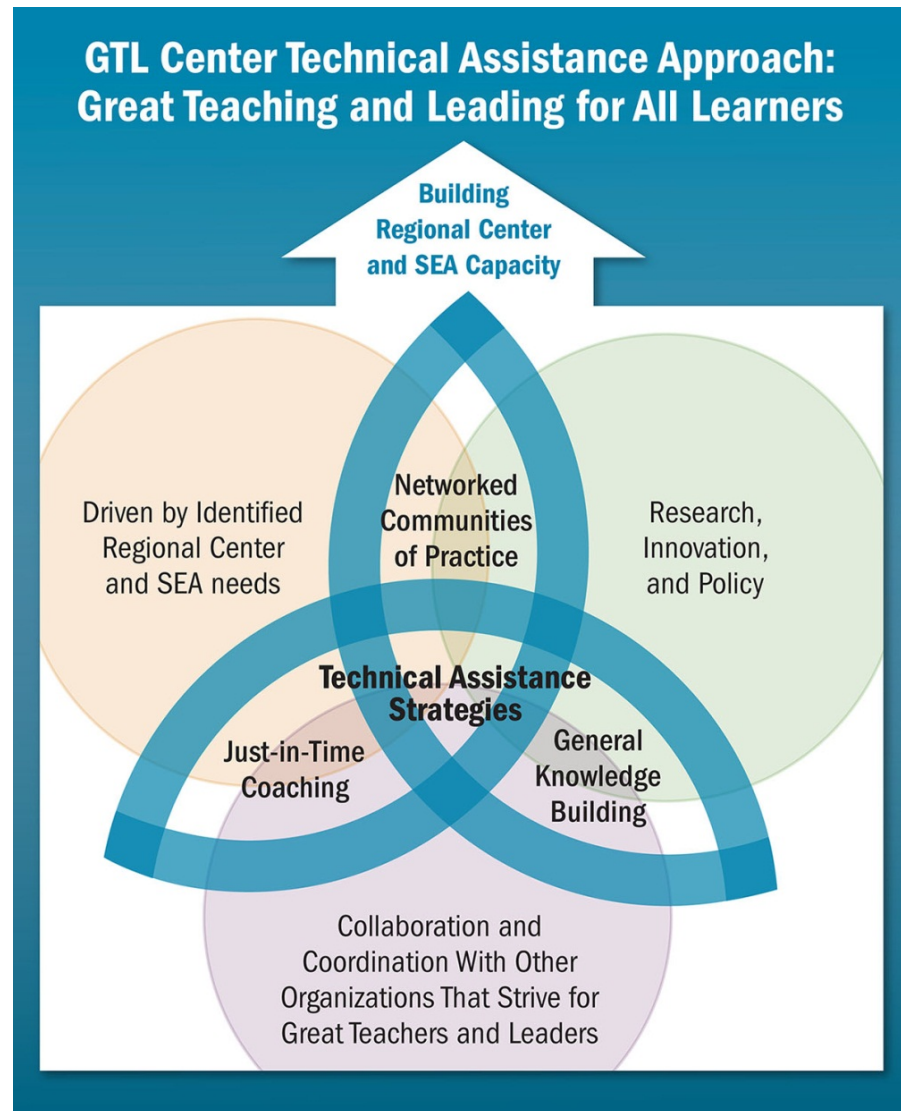 GTL Center Technical Assistance Approach:
Great Teaching and Leading for All Learners
Building
Regional Center
and SEA Capacity
Networked
Communities
of Practice
Driven by Identified
Regional Center
and SEA needs
Research,
Innovation,
and Policy
Technical Assistance
Strategies
Just-in-Time
Coaching
General
Knowledge
Building
Collaboration and
Coordination With Other
Organizations That Strive for
Great Teachers and Leaders